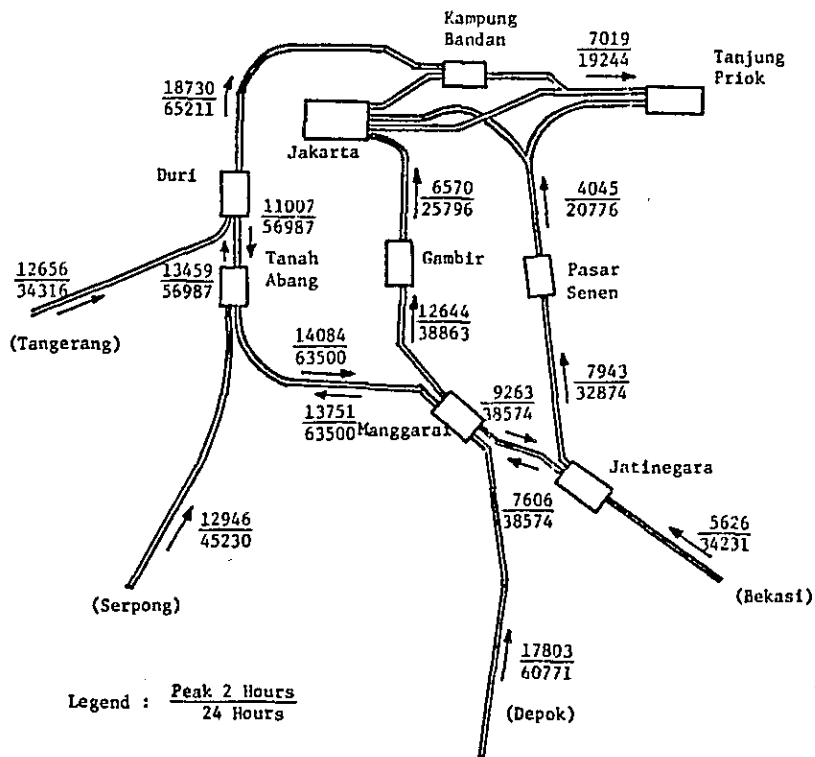 Kampung
Bandan
7019
19244
Tanjung
Priok
18730
65211
Jakarta
Duri
11007
56987
6570
25796
4045
20776
12656
34316
13459
56987
Tanah
Abang
Gambir
Pasar
Senen
(Tangerang)
12644
38863
14084
63500
7943
32874
13751
63500
Manggarai
9263
38574
Jatinegara
12946
45230
7606
38574
5626
34231
(Serpong)
(Bekasi)
17803
60771
Legend : Peak 2 Hours
24 Hours
(Depok)